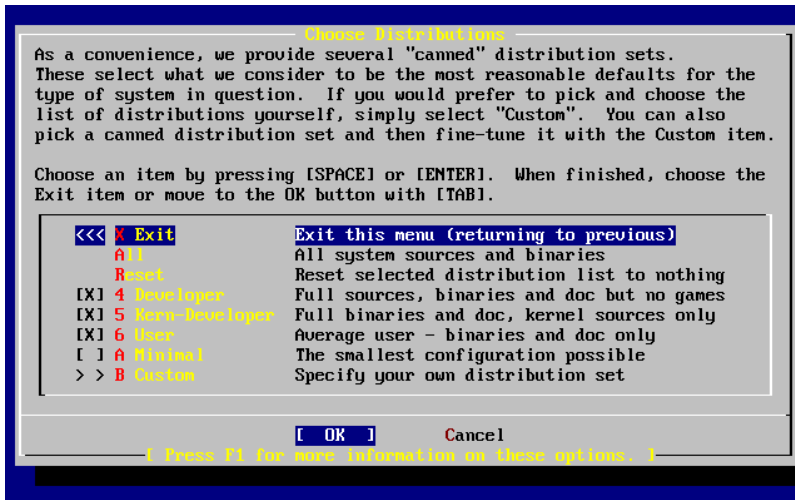 Choose Distributions
As a convenience, we provide several "canned" distribution sets.
These select what we consider to be the most reasonable defaults for the
type of system in question.  If you would prefer to pick and choose the
list of distributions yourself, simply select "Custom".  You can also
pick a canned distribution set and then fine-tune it with the Custom item.
Choose an item by pressing [SPACE] or [ENTER].  When finished, choose the
Exit item or move to the OK button with [TAB].
<<< X Exit Exit this menu (returning to previous)
All All system sources and binaries
Reset Reset selected distribution list to nothing
[X] 4 Developer Full sources, binaries and doc but no games
[X] 5 Kern-Developer Full binaries and doc, kernel sources only
[X] 6 User Average user - binaries and doc only
[ ] A Minimal The smallest configuration possible
> > B Custom Specify your own distribution set
[ OK ] Cancel
[ Press F1 for more information on these options. ]